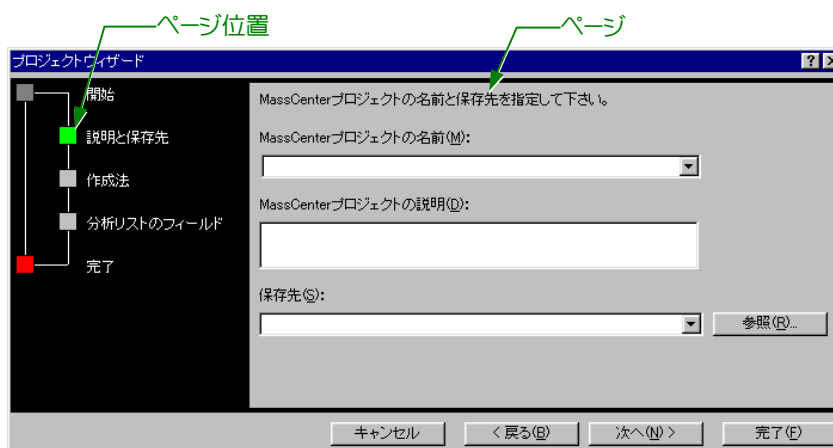 ページ位置
ページ
プロジェクトウィザード
開始
説明と保存先
作成法
分析リストのフィールド
完了
MassCenterプロジェクトの名前と保存先を指定して下さい。
MassCenterプロジェクトの名前(M):
MassCenterプロジェクトの説明(D):
保存先(S):
参照(R)...
キャンセル
< 戻る(B)
次へ(N) >
完了(F)